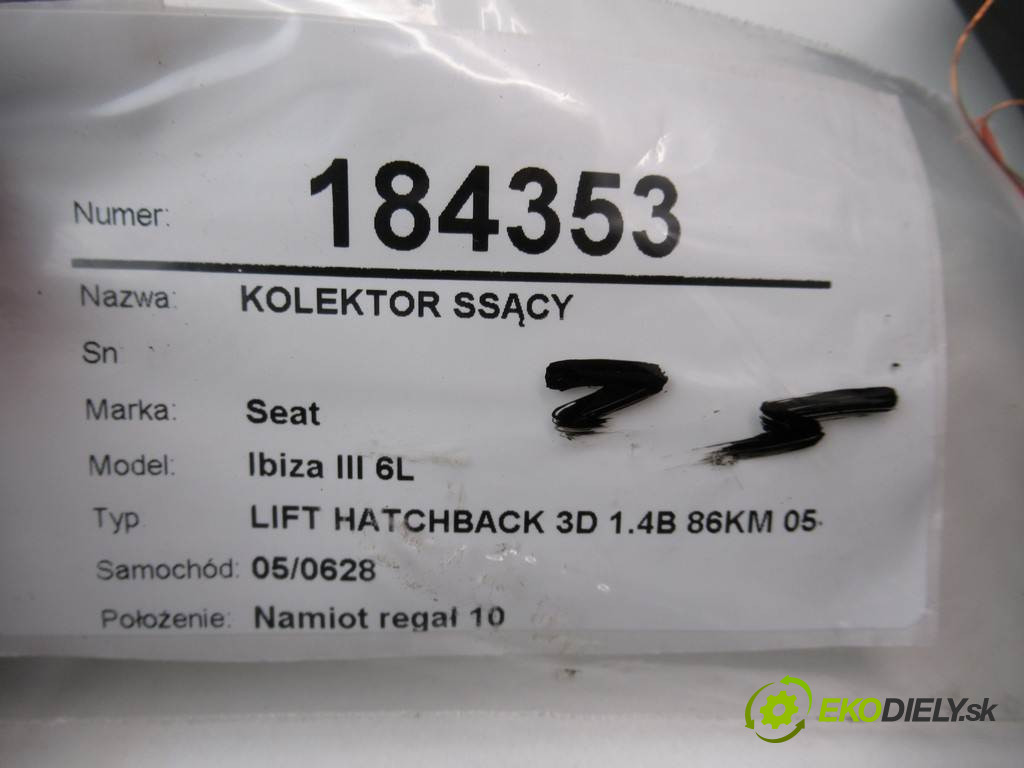 Numer: 184353
Nazwa: KOLEKTOR SSĄCY
Sn
Marka: Seat
Model: Ibiza III 6L
Typ LIFT HATCHBACK 3D 1.4B 86KM 05-
Samochód: 05/0628
Położenie: Namiot regał 10
EKODIELY.sk